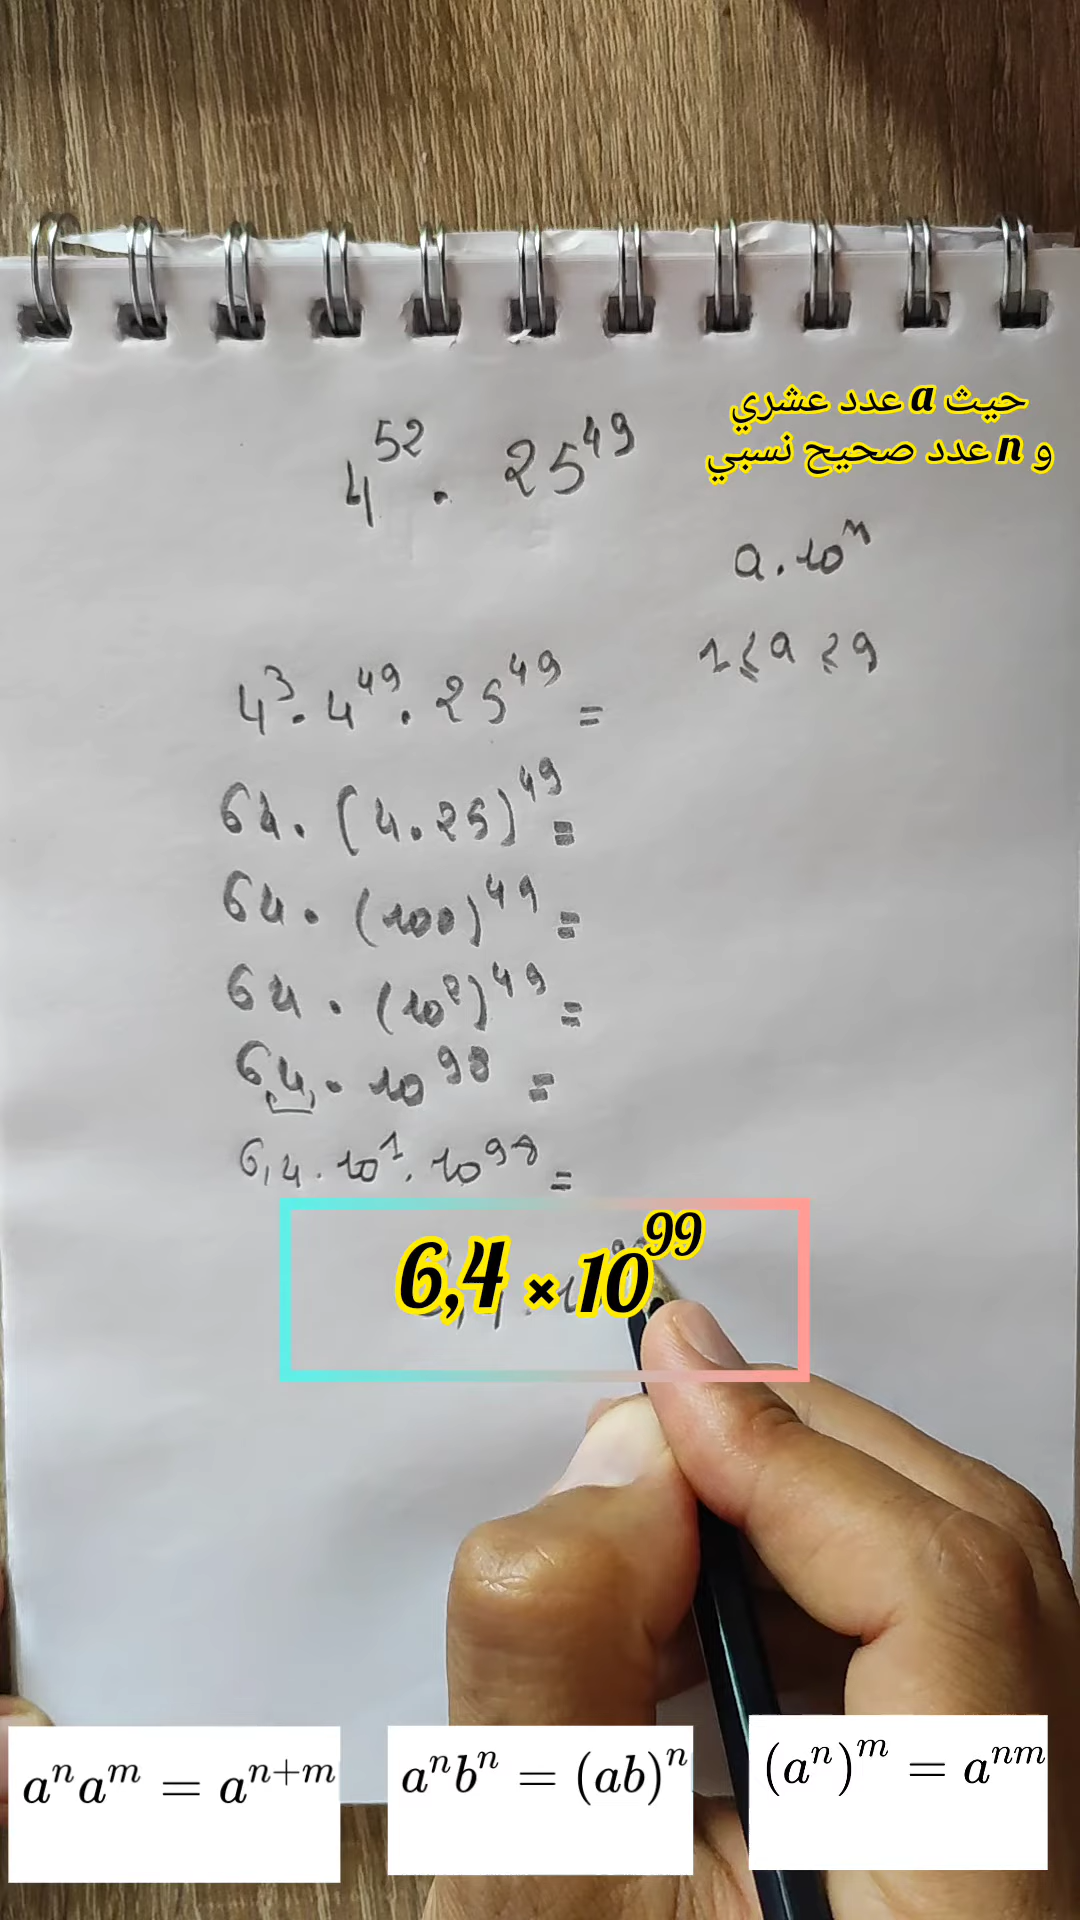 4^52 . 25^49
حيث a عدد عشري
و n عدد صحيح نسبي
a . 10^n
1 ⩽ a ⩽ 9
4^3 . 4^49 . 25^49 =
64 . (4 . 25)^49 =
64 . (100)^49 =
64 . (10^2)^49 =
64 . 10^98 =
6,4 . 10^1 . 10^98 =
6,4 × 10^99
a^n a^m = a^{n+m}
a^n b^n = (ab)^n
(a^n)^m = a^{nm}